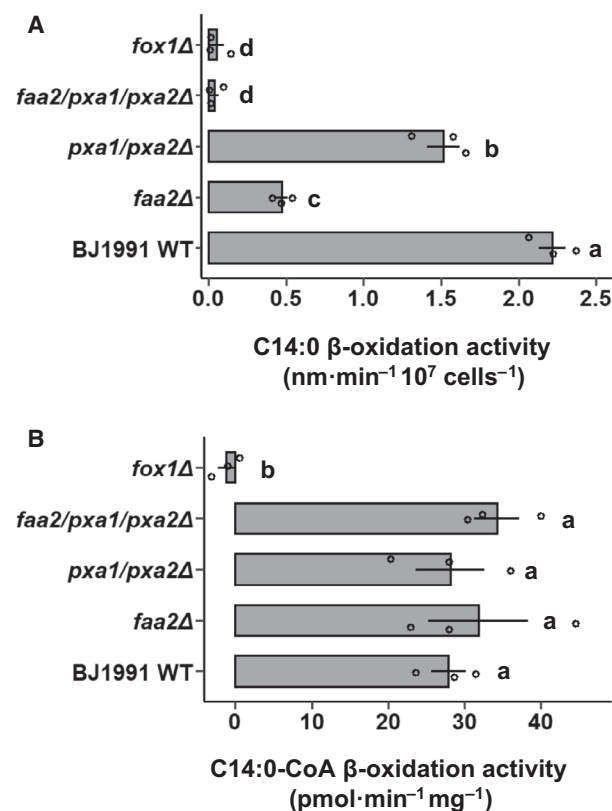 A
fox1Δ
d
faa2/pxa1/pxa2Δ
d
pxa1/pxa2Δ
b
faa2Δ
c
BJ1991 WT
a
0.0 0.5 1.0 1.5 2.0 2.5
C14:0 β-oxidation activity
(nm·min⁻¹ 10⁷ cells⁻¹)
B
fox1Δ
b
faa2/pxa1/pxa2Δ
a
pxa1/pxa2Δ
a
faa2Δ
a
BJ1991 WT
a
0 10 20 30 40
C14:0-CoA β-oxidation activity
(pmol·min⁻¹ mg⁻¹)